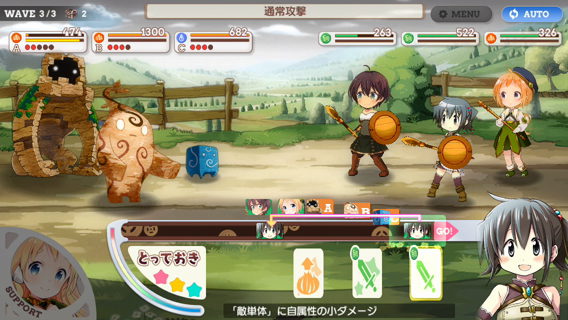 WAVE 3/3
2
通常攻撃
MENU
AUTO
474
1300
682
263
522
326
A
B
C
A
B
GO!
とっておき
SUPPORT
「敵単体」に自属性の小ダメージ